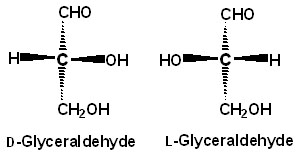 CHO CHO
H C OH HO C H
CH2OH CH2OH
D-Glyceraldehyde L-Glyceraldehyde